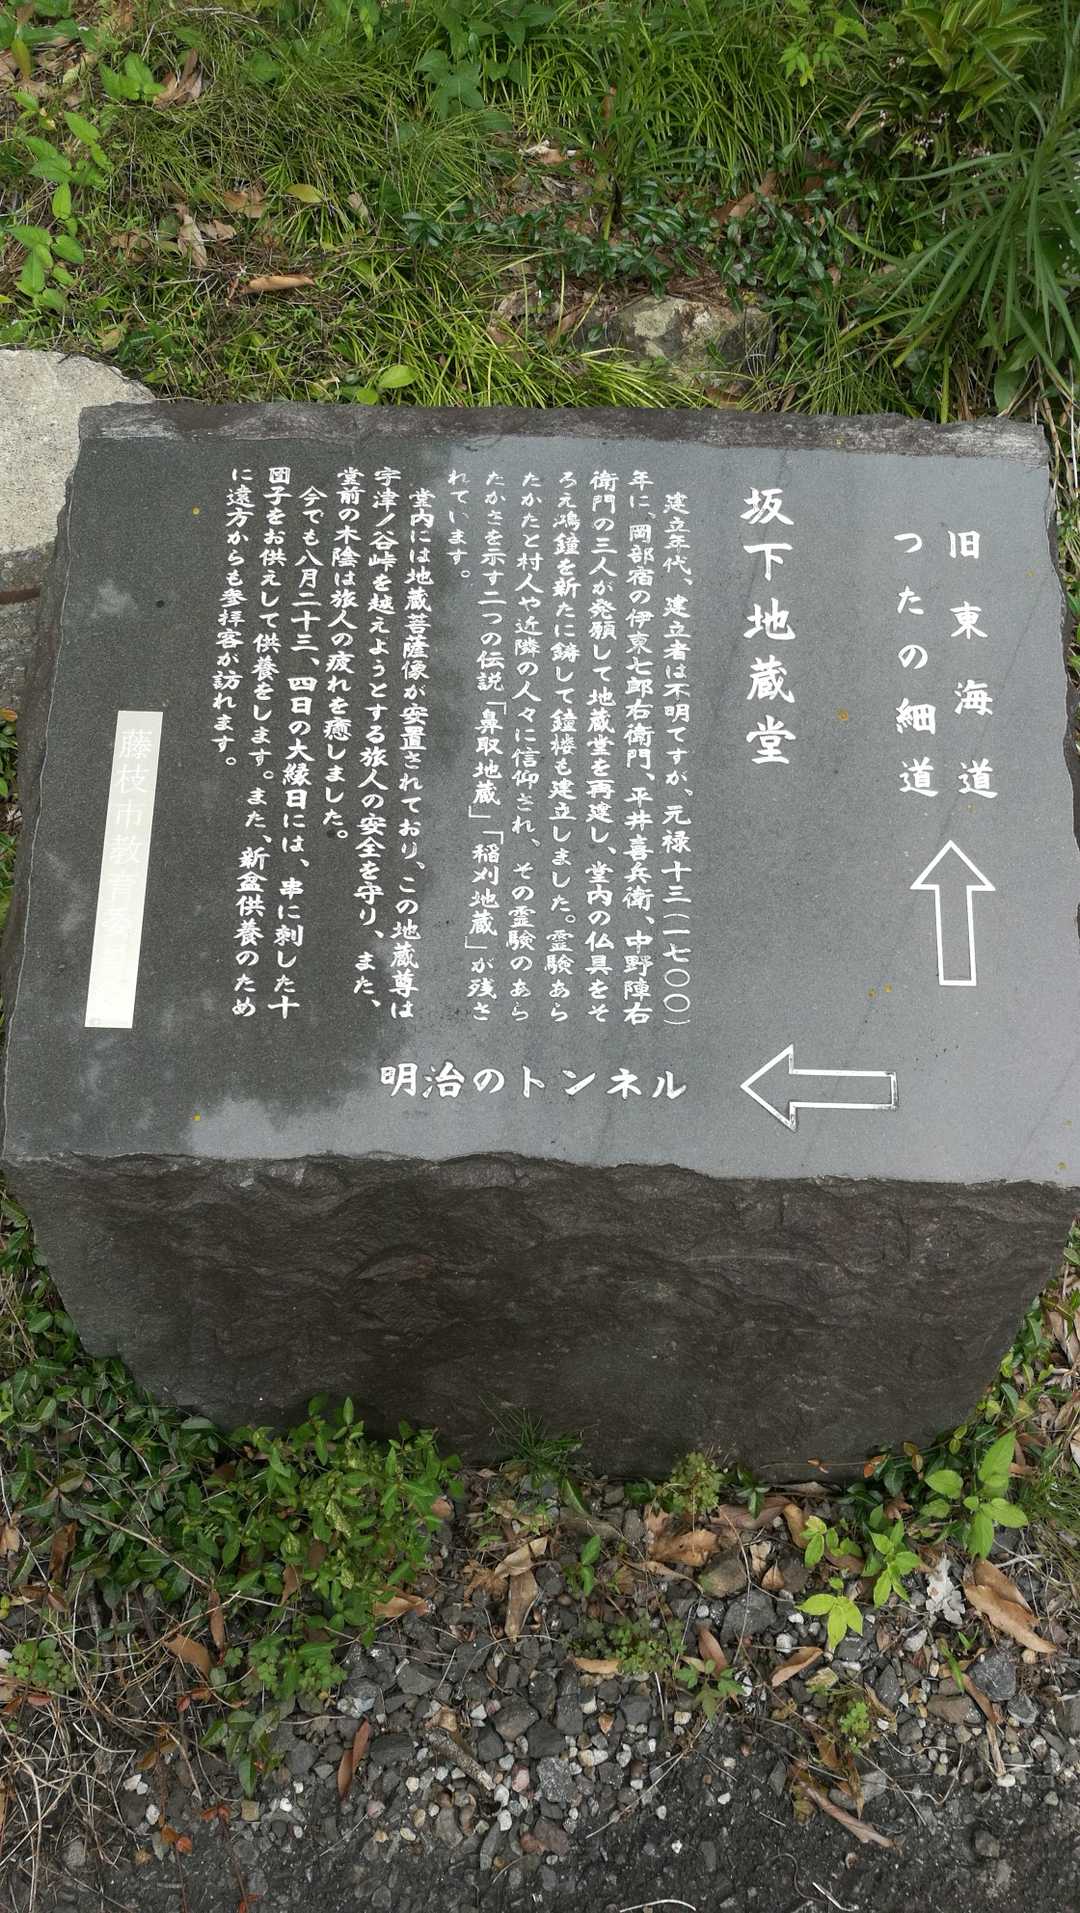 旧東海道
つたの細道
坂下地蔵堂
建立年代、建立者は不明ですが、元禄十三(一七〇〇)
年に、岡部宿の伊東七郎右衛門、平井喜兵衛、中野陣右
衛門の三人が発願して地蔵堂を再建し、堂内の仏具をそ
ろえ鴻鐘を新たに鋳して鐘楼も建立しました。霊験あら
たかたと村人や近隣の人々に信仰され、その霊験のあら
たかさを示す二つの伝説「鼻取地蔵」「稲刈地蔵」が残さ
れています。
堂内には地蔵菩薩像が安置されており、この地蔵尊は
宇津ノ谷峠を越えようとする旅人の安全を守り、また、
堂前の木陰は旅人の疲れを癒しました。
今でも八月二十三、四日の大縁日には、串に刺した十
団子をお供えして供養をします。また、新盆供養のため
に遠方からも参拝客が訪れます。
藤枝市教育委
明治のトンネル